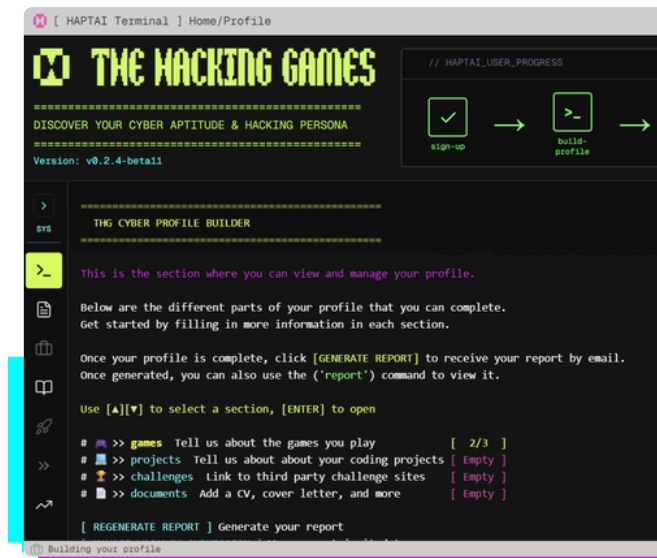 [ HAPTAI Terminal ] Home/Profile
THE HACKING GAMES
// HAPTAI_USER_PROGRESS
==================================================
DISCOVER YOUR CYBER APTITUDE & HACKING PERSONA
==================================================
Version: v0.2.4-beta11
sign-up
>_
build-
profile
SYS
==============================================
THG CYBER PROFILE BUILDER
==============================================
>_
This is the section where you can view and manage your profile.
Below are the different parts of your profile that you can complete.
Get started by filling in more information in each section.
Once your profile is complete, click [GENERATE REPORT] to receive your report by email.
Once generated, you can also use the ('report') command to view it.
Use [▲][▼] to select a section, [ENTER] to open
# 🎮 >> games Tell us about the games you play [ 2/3 ]
# 💻 >> projects Tell us about about your coding projects [ Empty ]
# 🏆 >> challenges Link to third party challenge sites [ Empty ]
# 📄 >> documents Add a CV, cover letter, and more [ Empty ]
[ REGENERATE REPORT ] Generate your report
Building your profile